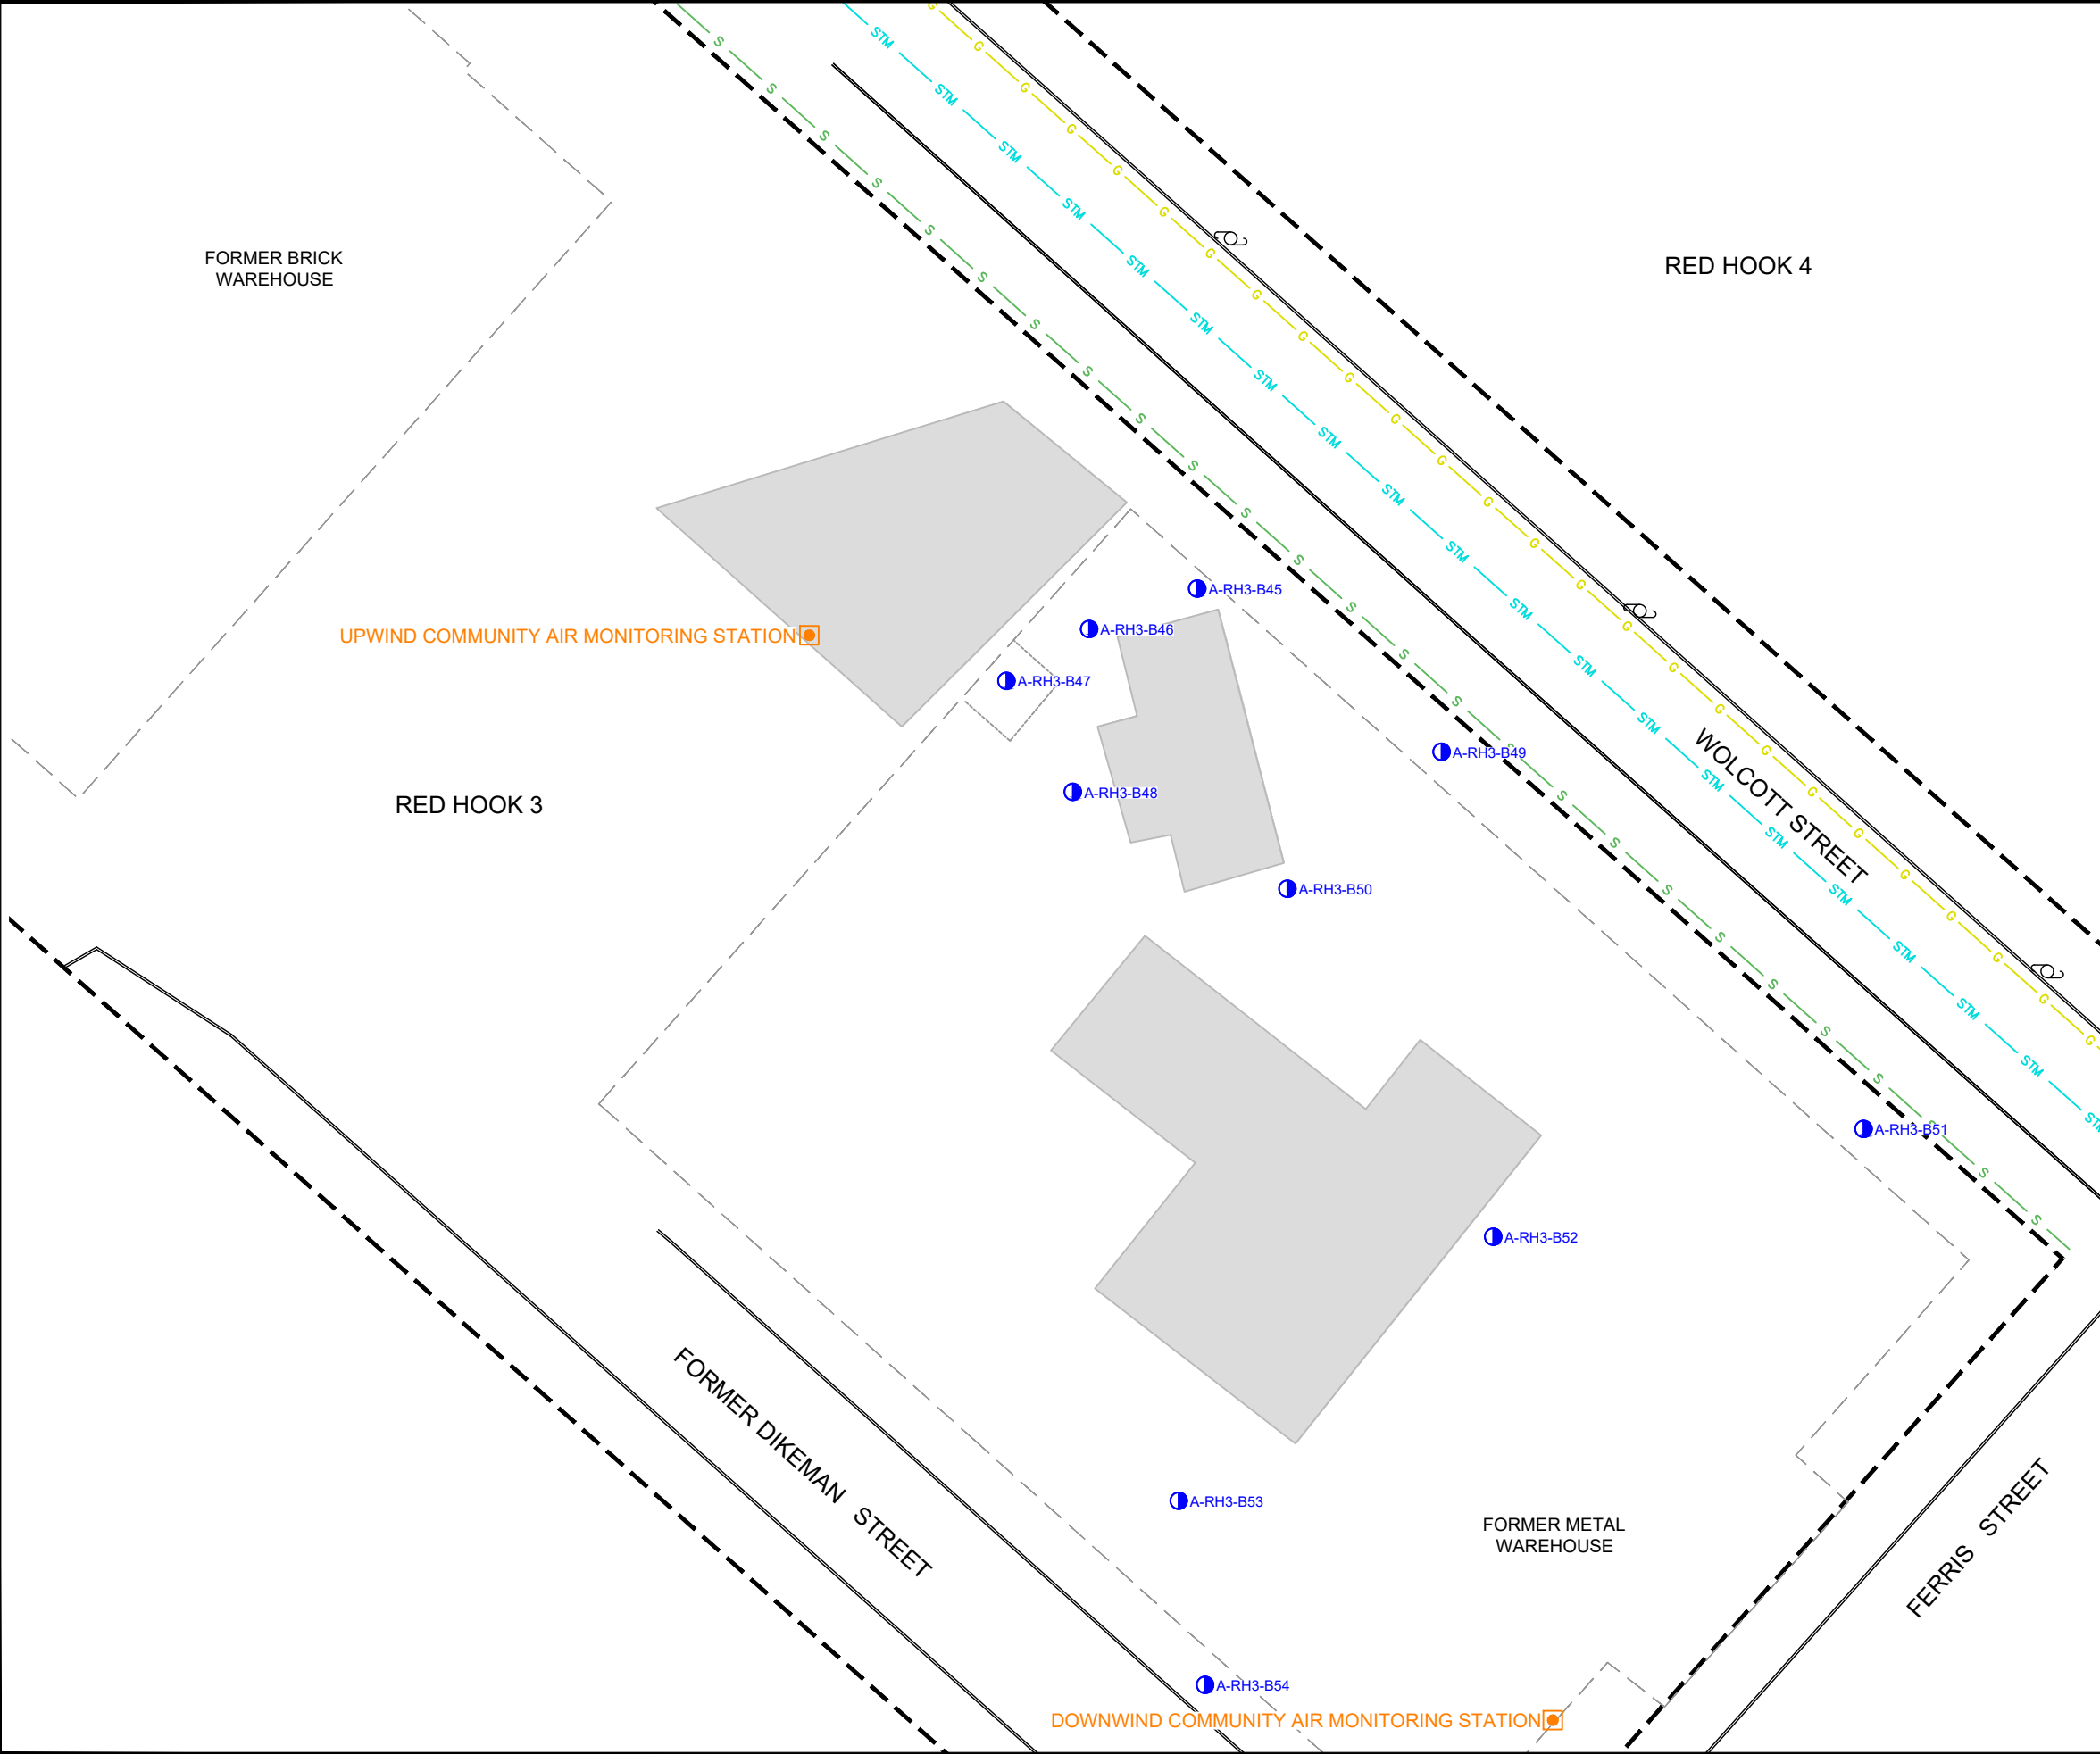 FORMER BRICK
WAREHOUSE
RED HOOK 4
A-RH3-B45
A-RH3-B46
UPWIND COMMUNITY AIR MONITORING STATION
A-RH3-B47
A-RH3-B49
WOLCOTT STREET
A-RH3-B48
RED HOOK 3
A-RH3-B50
A-RH3-B51
A-RH3-B52
FORMER DIKEMAN STREET
A-RH3-B53
FORMER METAL
WAREHOUSE
FERRIS STREET
A-RH3-B54
DOWNWIND COMMUNITY AIR MONITORING STATION
S
STM
G